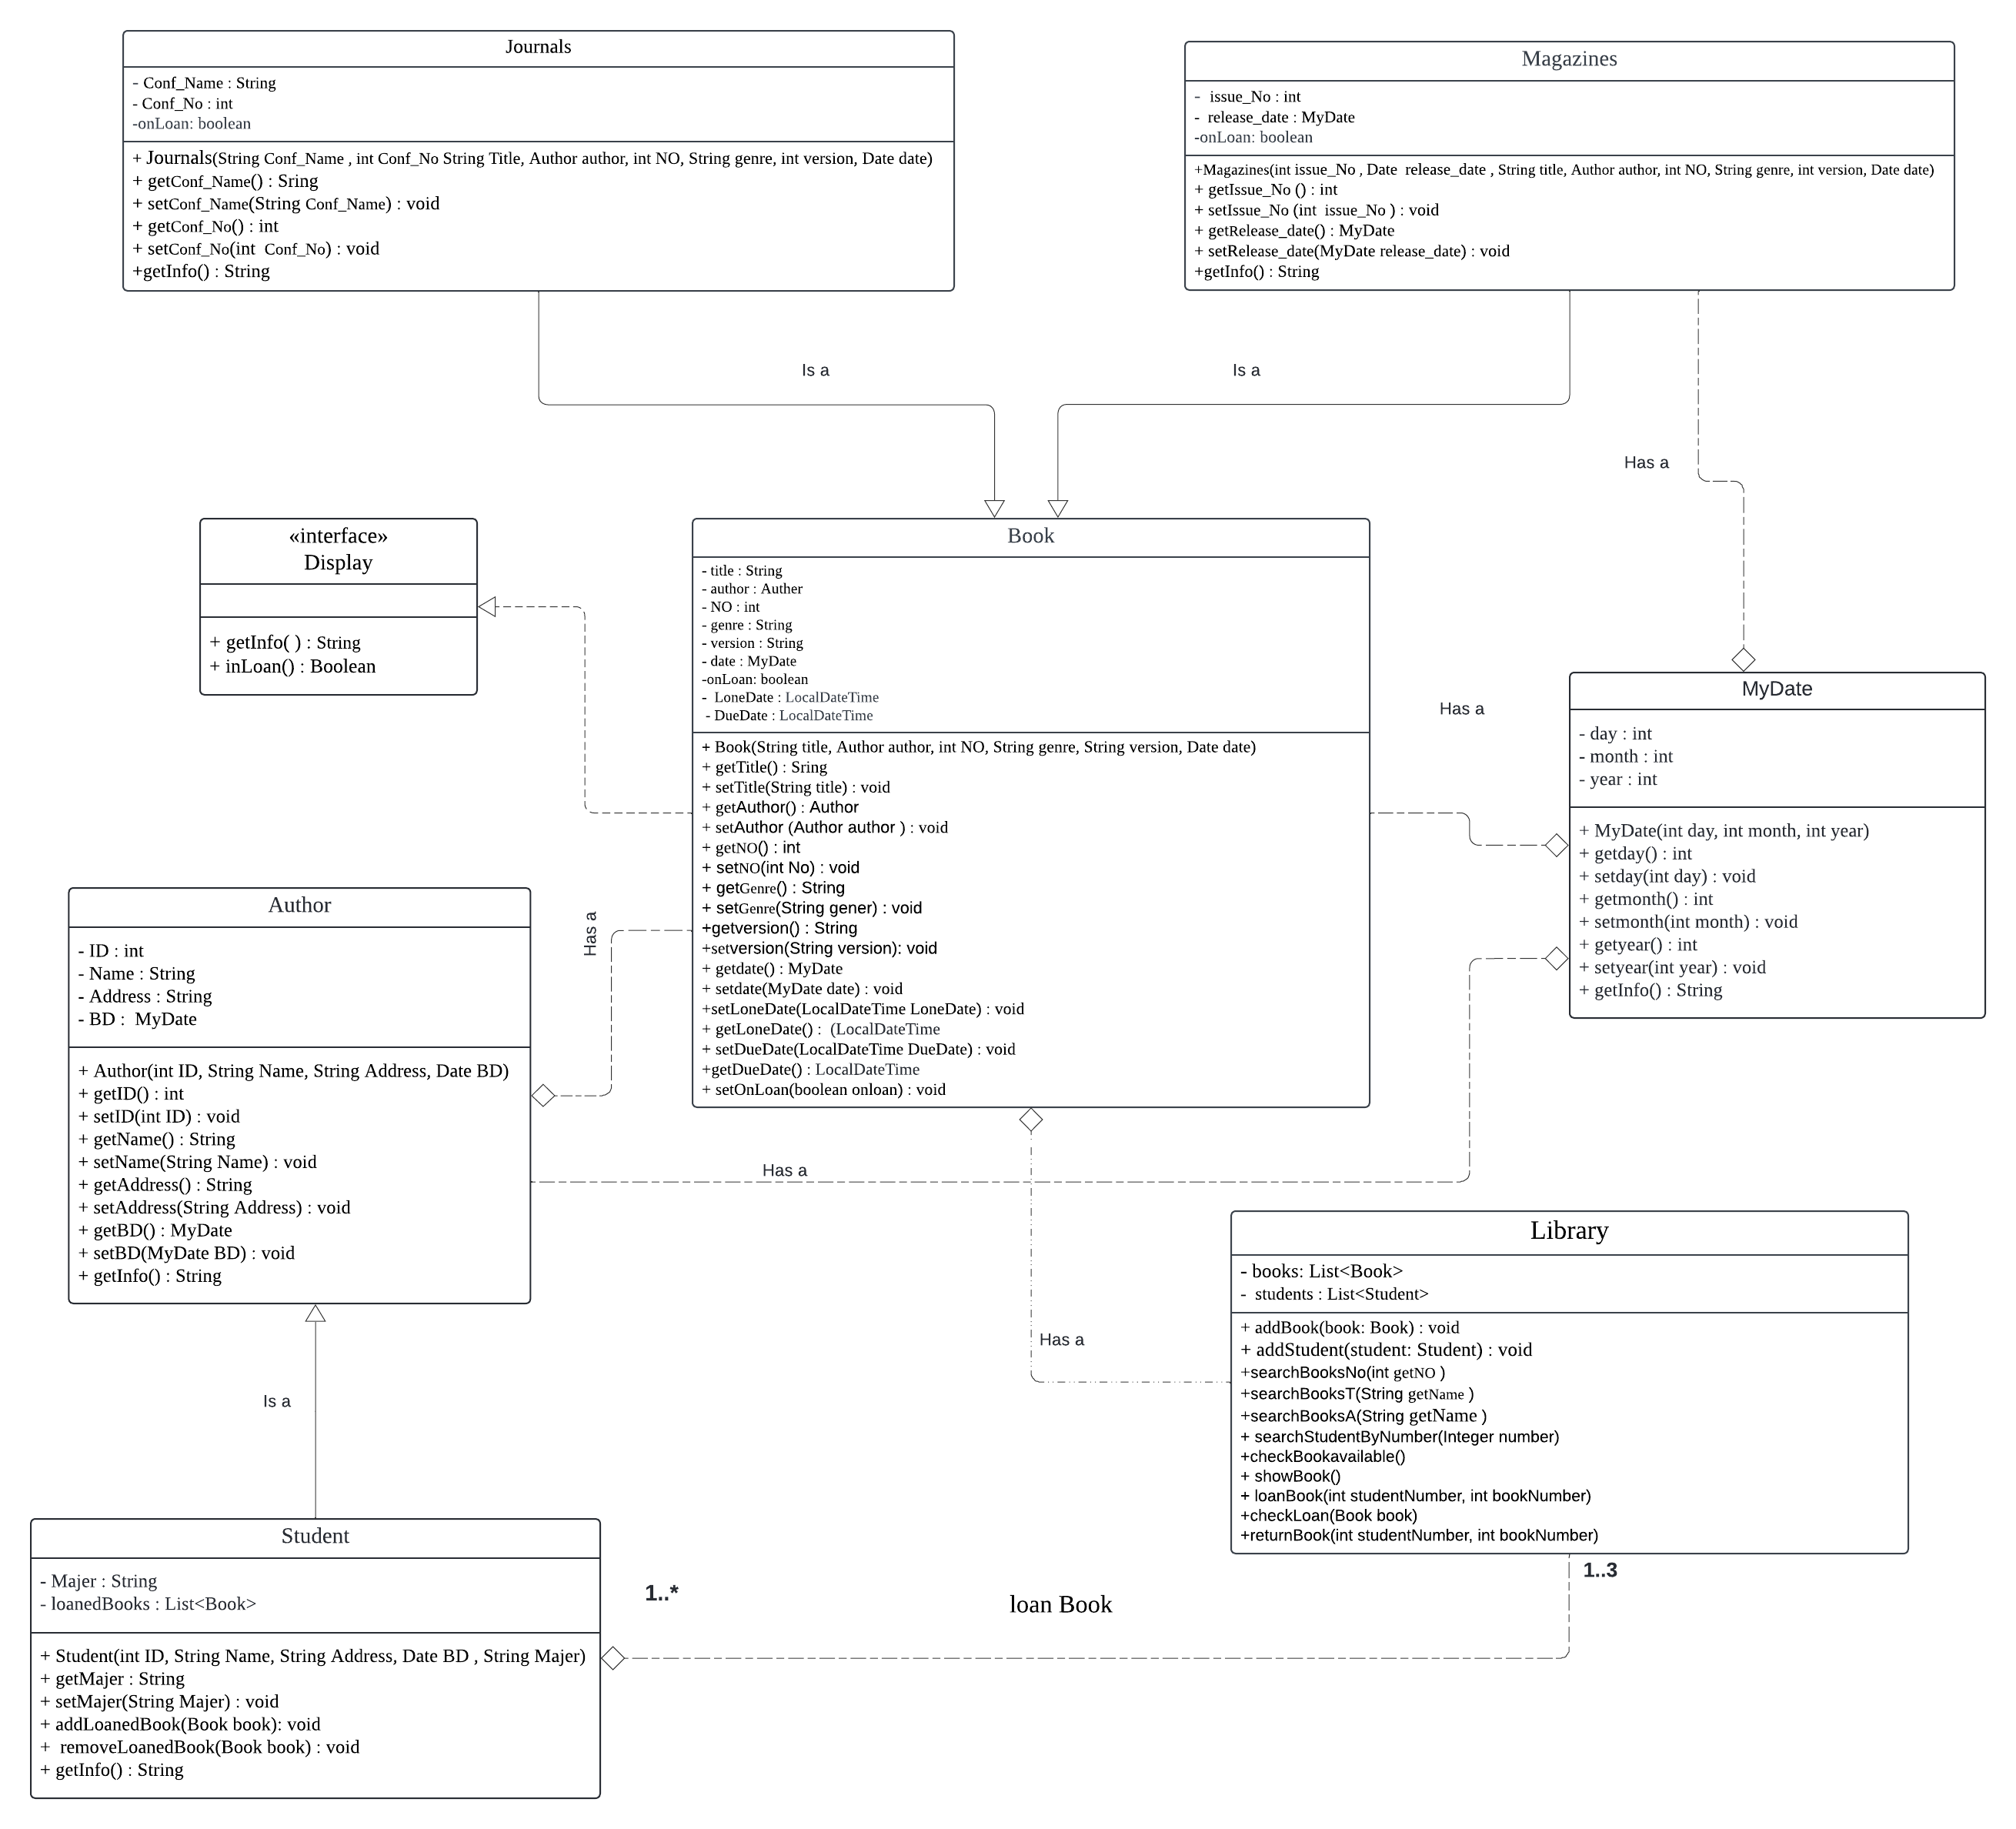 Journals
- Conf_Name : String
- Conf_No : int
-onLoan: boolean
+ Journals(String Conf_Name , int Conf_No String Title, Author author, int NO, String genre, int version, Date date)
+ getConf_Name() : Sring
+ setConf_Name(String Conf_Name) : void
+ getConf_No() : int
+ setConf_No(int  Conf_No) : void
+getInfo() : String
Magazines
-  issue_No : int
-  release_date : MyDate
-onLoan: boolean
+Magazines(int issue_No , Date  release_date , String title, Author author, int NO, String genre, int version, Date date)
+ getIssue_No () : int
+ setIssue_No (int  issue_No ) : void
+ getRelease_date() : MyDate
+ setRelease_date(MyDate release_date) : void
+getInfo() : String
Is a
Is a
Has a
«interface»
Display
+ getInfo( ) : String
+ inLoan() : Boolean
Book
- title : String
- author : Auther
- NO : int
- genre : String
- version : String
- date : MyDate
-onLoan: boolean
-  LoneDate : LocalDateTime
- DueDate : LocalDateTime
+ Book(String title, Author author, int NO, String genre, String version, Date date)
+ getTitle() : Sring
+ setTitle(String title) : void
+ getAuthor() : Author
+ setAuthor (Author author ) : void
+ getNO() : int
+ setNO(int No) : void
+ getGenre() : String
+ setGenre(String gener) : void
+getversion() : String
+setversion(String version): void
+ getdate() : MyDate
+ setdate(MyDate date) : void
+setLoneDate(LocalDateTime LoneDate) : void
+ getLoneDate() :  (LocalDateTime
+ setDueDate(LocalDateTime DueDate) : void
+getDueDate() : LocalDateTime
+ setOnLoan(boolean onloan) : void
Has a
MyDate
- day : int
- month : int
- year : int
+ MyDate(int day, int month, int year)
+ getday() : int
+ setday(int day) : void
+ getmonth() : int
+ setmonth(int month) : void
+ getyear() : int
+ setyear(int year) : void
+ getInfo() : String
Author
- ID : int
- Name : String
- Address : String
- BD :  MyDate
+ Author(int ID, String Name, String Address, Date BD)
+ getID() : int
+ setID(int ID) : void
+ getName() : String
+ setName(String Name) : void
+ getAddress() : String
+ setAddress(String Address) : void
+ getBD() : MyDate
+ setBD(MyDate BD) : void
+ getInfo() : String
Has a
Has a
Has a
Library
- books: List<Book>
-  students : List<Student>
+ addBook(book: Book) : void
+ addStudent(student: Student) : void
+searchBooksNo(int getNO )
+searchBooksT(String getName )
+searchBooksA(String getName )
+ searchStudentByNumber(Integer number)
+checkBookavailable()
+ showBook()
+ loanBook(int studentNumber, int bookNumber)
+checkLoan(Book book)
+returnBook(int studentNumber, int bookNumber)
Is a
Student
- Majer : String
- loanedBooks : List<Book>
+ Student(int ID, String Name, String Address, Date BD , String Majer)
+ getMajer : String
+ setMajer(String Majer) : void
+ addLoanedBook(Book book): void
+  removeLoanedBook(Book book) : void
+ getInfo() : String
1..*
loan Book
1..3